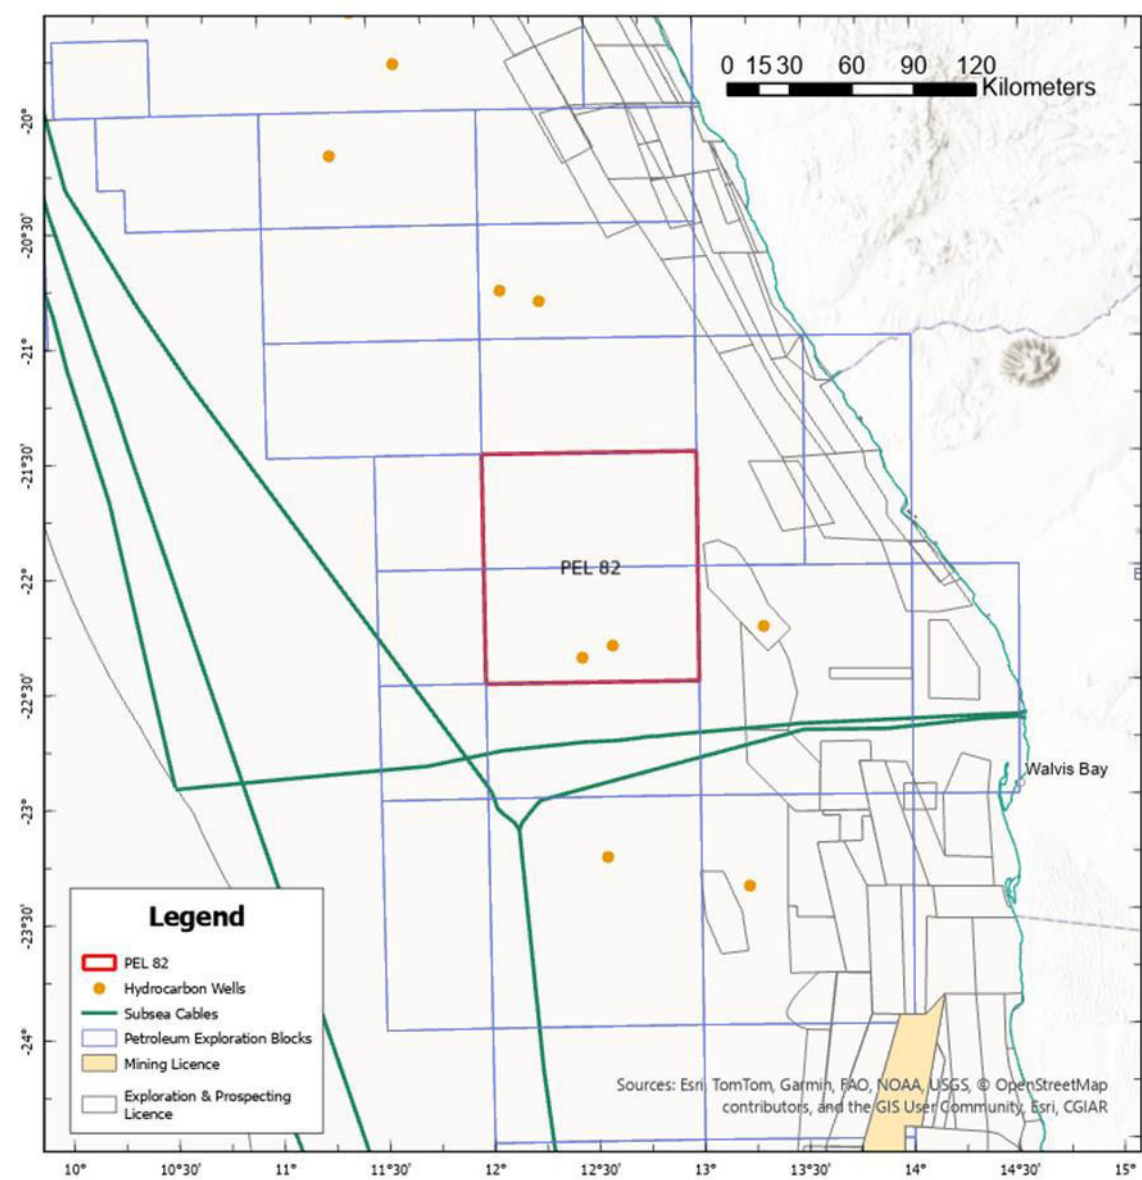 0 15 30 60 90 120
Kilometers
-20°
-20°30'
-21°
-21°30'
-22°
-22°30'
-23°
-23°30'
-24°
PEL 82
Walvis Bay
E
Legend
PEL 82
Hydrocarbon Wells
Subsea Cables
Petroleum Exploration Blocks
Mining Licence
Exploration & Prospecting
Licence
Sources: Esri, TomTom, Garmin, FAO, NOAA, USGS, © OpenStreetMap
contributors, and the GIS User Community, Esri, CGIAR
10° 10°30' 11° 11°30' 12° 12°30' 13° 13°30' 14° 14°30' 15°